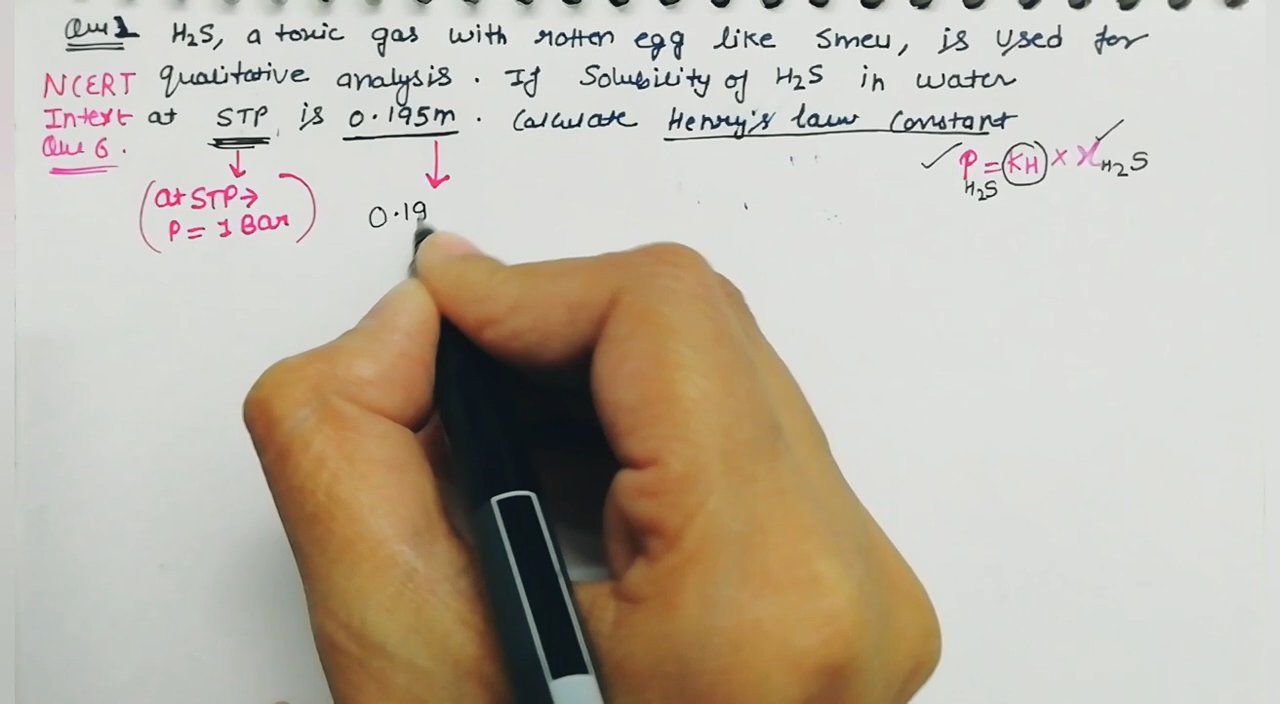 Que 1 H2S, a toxic gas with rotten egg like smell, is used for
NCERT qualitative analysis. If Solubility of H2S in water
Intext at STP is 0.195m. Calculate Henry's law Constant
Que 6.
P H2S = KH × x H2S
at STP →
P = 1 Bar
0.19